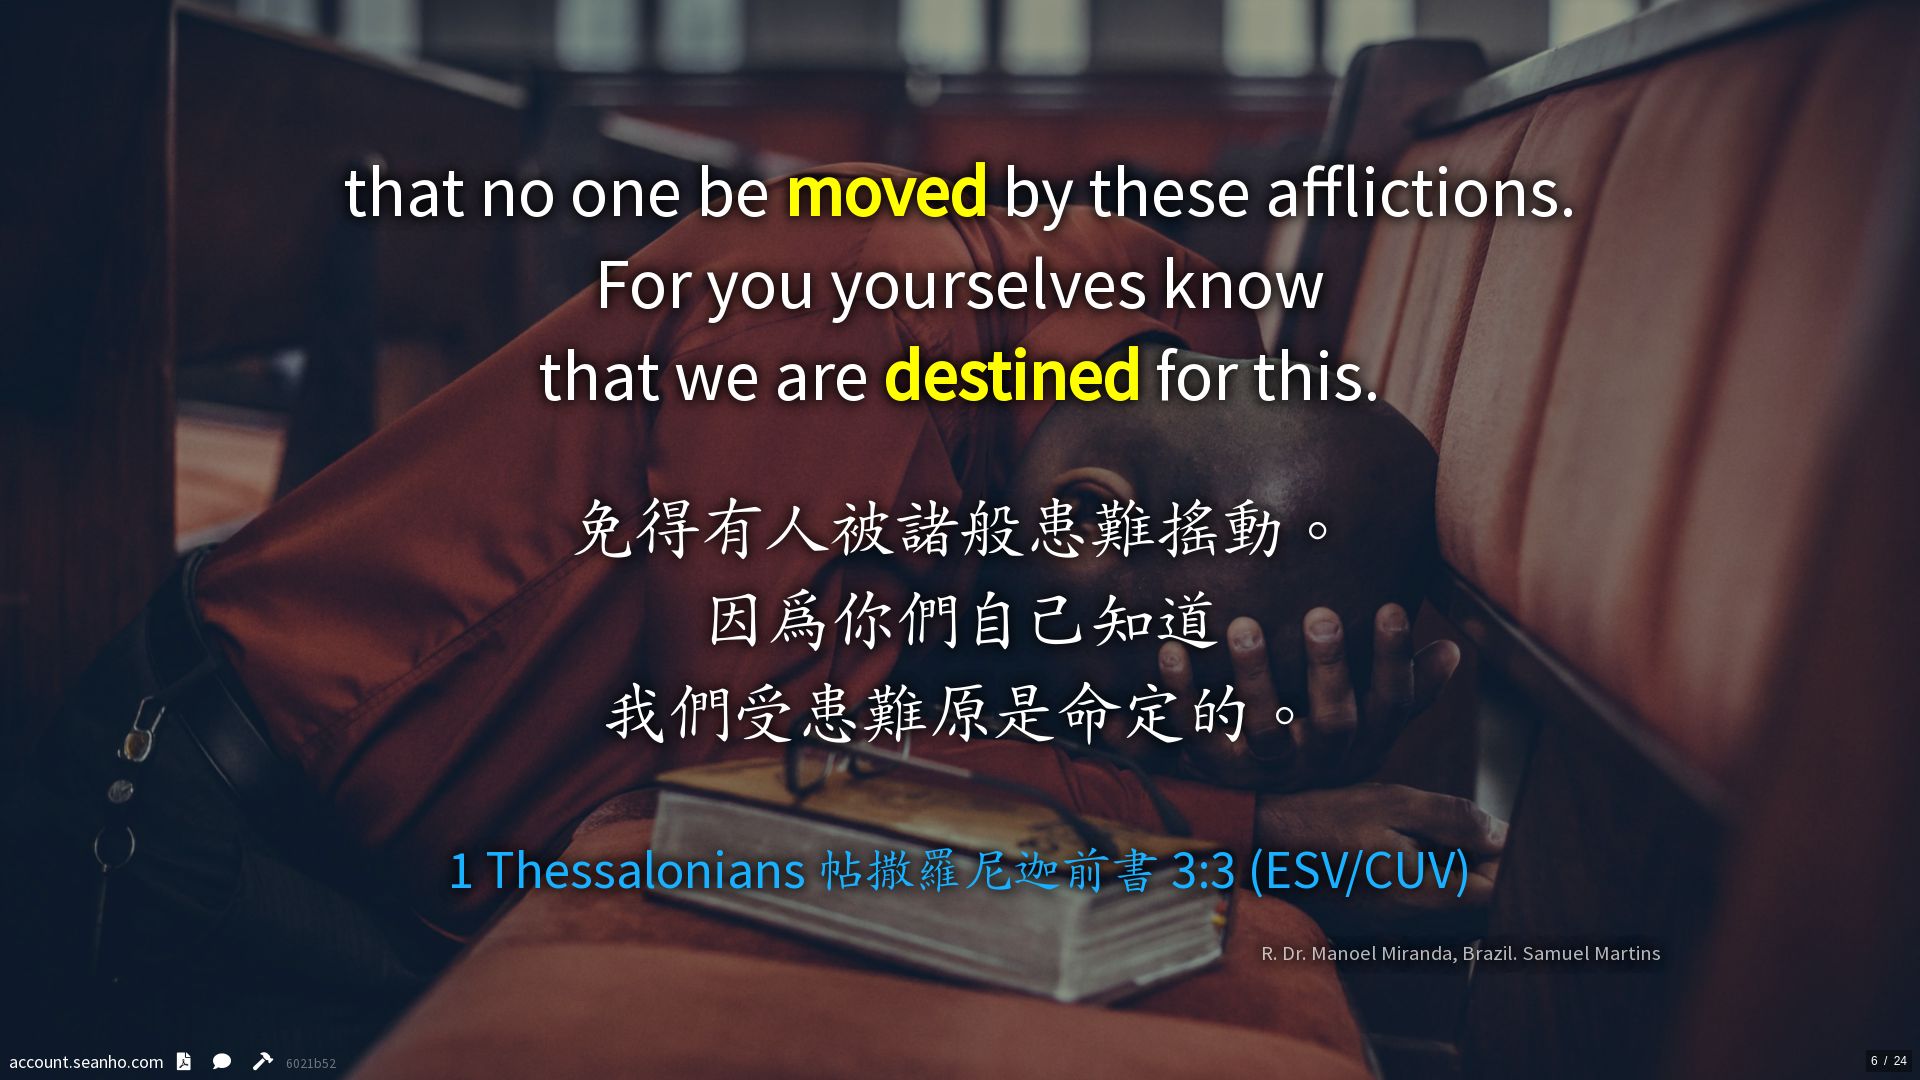 that no one be moved by these afflictions.
For you yourselves know
that we are destined for this.
免得有人被諸般患難搖動。
因爲你們自己知道
我們受患難原是命定的。
1 Thessalonians 帖撒羅尼迦前書 3:3 (ESV/CUV)
R. Dr. Manoel Miranda, Brazil. Samuel Martins
account.seanho.com 6021b52
6 / 24